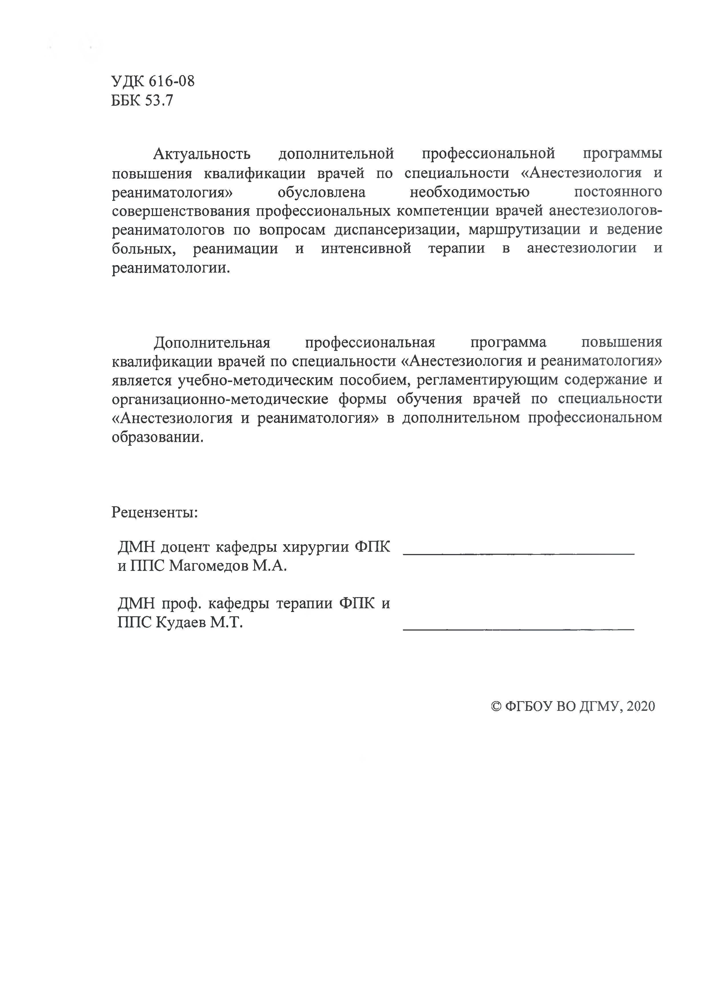 УДК 616-08
ББК 53.7
Актуальность дополнительной профессиональной программы
повышения квалификации врачей по специальности «Анестезиология и
реаниматология» обусловлена необходимостью постоянного
совершенствования профессиональных компетенции врачей анестезиологов-
реаниматологов по вопросам диспансеризации, маршрутизации и ведение
больных, реанимации и интенсивной терапии в анестезиологии и
реаниматологии.
Дополнительная профессиональная программа повышения
квалификации врачей по специальности «Анестезиология и реаниматология»
является учебно-методическим пособием, регламентирующим содержание и
организационно-методические формы обучения врачей по специальности
«Анестезиология и реаниматология» в дополнительном профессиональном
образовании.
Рецензенты:
ДМН доцент кафедры хирургии ФПК
и ППС Магомедов М.А.
ДМН проф. кафедры терапии ФПК и
ППС Кудаев М.Т.
© ФГБОУ ВО ДГМУ, 2020